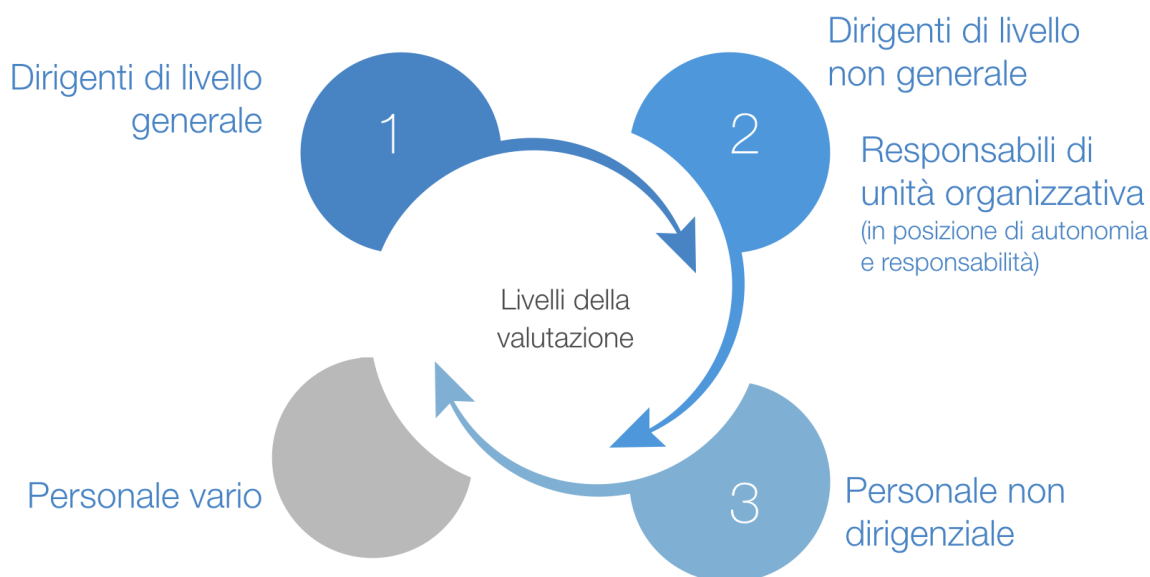 Dirigenti di livello
generale
1
2
Dirigenti di livello
non generale
Responsabili di
unità organizzativa
(in posizione di autonomia
e responsabilità)
Livelli della
valutazione
Personale vario
3
Personale non
dirigenziale